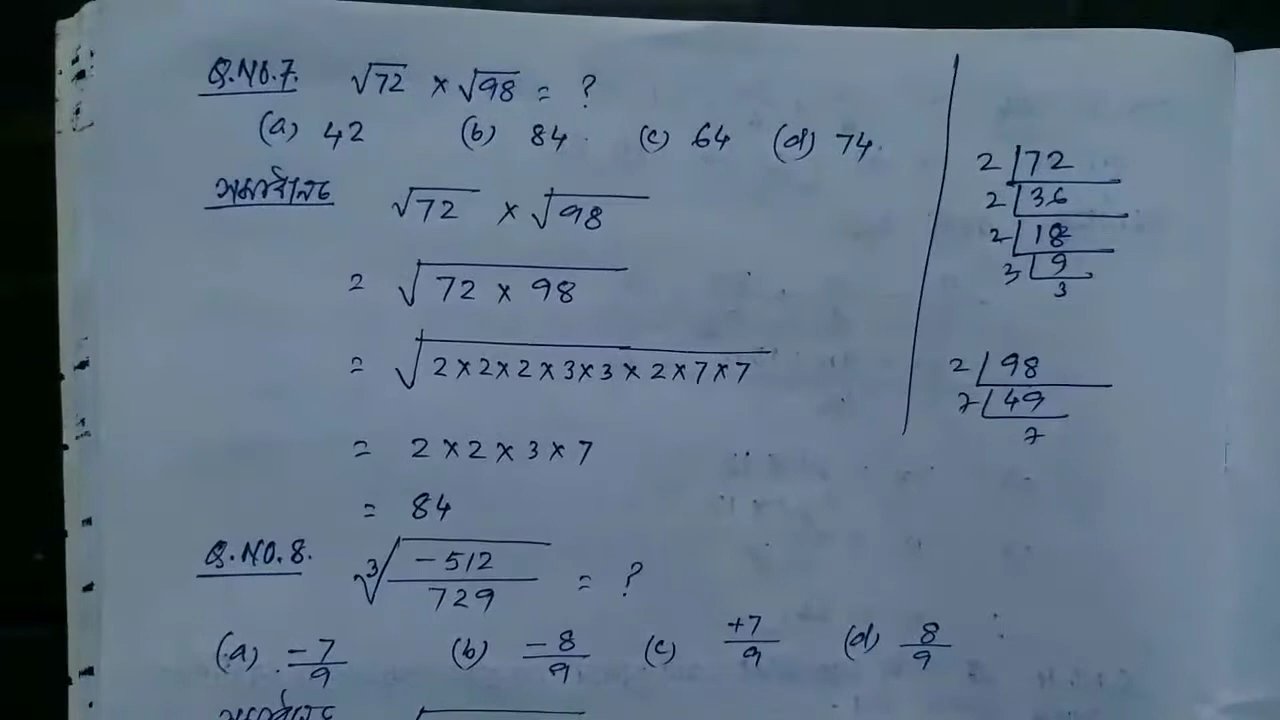 Q.NO.7. √72 × √98 = ?
(a) 42 (b) 84 (c) 64 (d) 74
সমাধানঃ √72 × √98
= √72 × 98
= √2×2×2×3×3×2×7×7
= 2×2×3×7
= 84
2 | 72
2 | 36
2 | 18
3 | 9
3
2 | 98
7 | 49
7
Q.NO.8. ∛-512/729 = ?
(a) -7/9 (b) -8/9 (c) +7/9 (d) 8/9